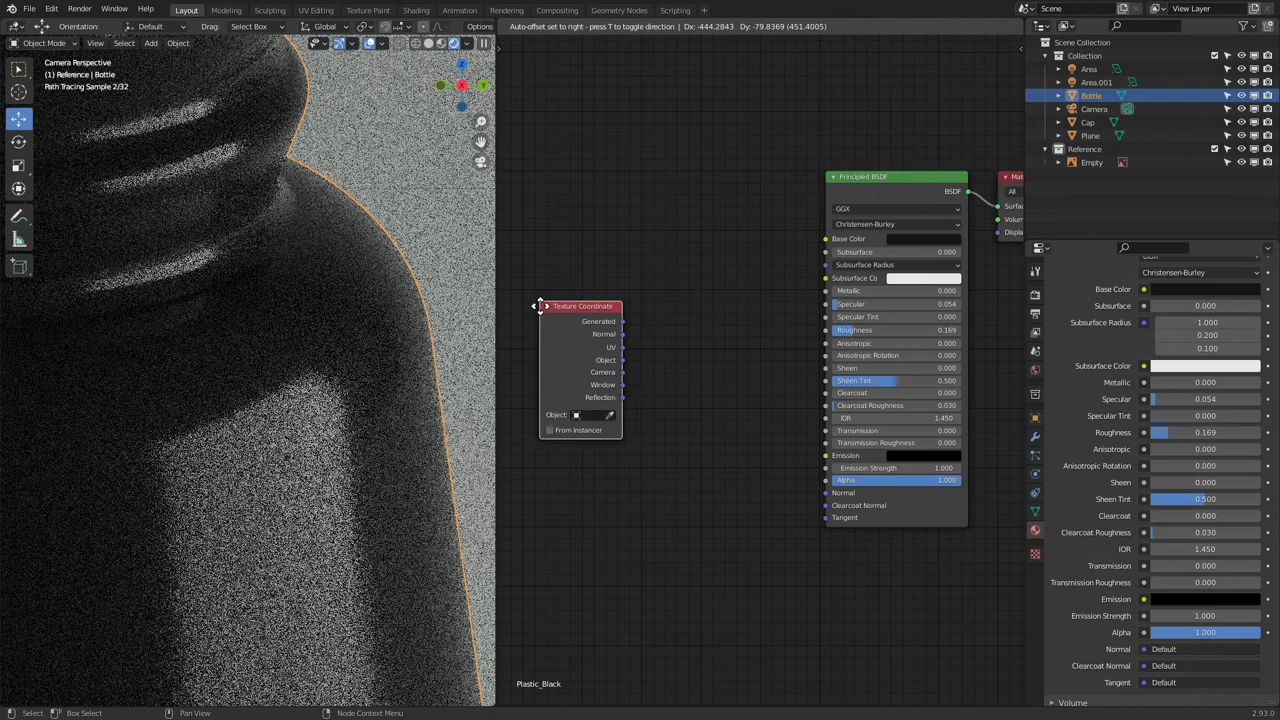 File Edit Render Window Help Layout Modeling Sculpting UV Editing Texture Paint Shading Animation Rendering Compositing Geometry Nodes Scripting + Scene View Layer
Orientation: Default Drag: Select Box Global Options Auto-offset set to right - press T to toggle direction | Dx: -444.2843 Dy: -79.8369 (451.4005)
Object Mode View Select Add Object
Camera Perspective
(1) Reference | Bottle
Path Tracing Sample 2/32
Z
X
Y
Texture Coordinate
Generated
Normal
UV
Object
Camera
Window
Reflection
Object:
From Instancer
Principled BSDF
BSDF
GGX
Christensen-Burley
Base Color
Subsurface 0.000
Subsurface Radius
Subsurface Co
Metallic 0.000
Specular 0.054
Specular Tint 0.000
Roughness 0.169
Anisotropic 0.000
Anisotropic Rotation 0.000
Sheen 0.000
Sheen Tint 0.500
Clearcoat 0.000
Clearcoat Roughness 0.030
IOR 1.450
Transmission 0.000
Transmission Roughness 0.000
Emission
Emission Strength 1.000
Alpha 1.000
Normal
Clearcoat Normal
Tangent
Mat
All
Surfac
Volum
Displa
Plastic_Black
Scene Collection
Collection
Area
Area.001
Bottle
Camera
Cap
Plane
Reference
Empty
GGX
Christensen-Burley
Base Color
Subsurface 0.000
Subsurface Radius 1.000
0.200
0.100
Subsurface Color
Metallic 0.000
Specular 0.054
Specular Tint 0.000
Roughness 0.169
Anisotropic 0.000
Anisotropic Rotation 0.000
Sheen 0.000
Sheen Tint 0.500
Clearcoat 0.000
Clearcoat Roughness 0.030
IOR 1.450
Transmission 0.000
Transmission Roughness 0.000
Emission
Emission Strength 1.000
Alpha 1.000
Normal Default
Clearcoat Normal Default
Tangent Default
Volume
Select Box Select Pan View Node Context Menu 2.93.0